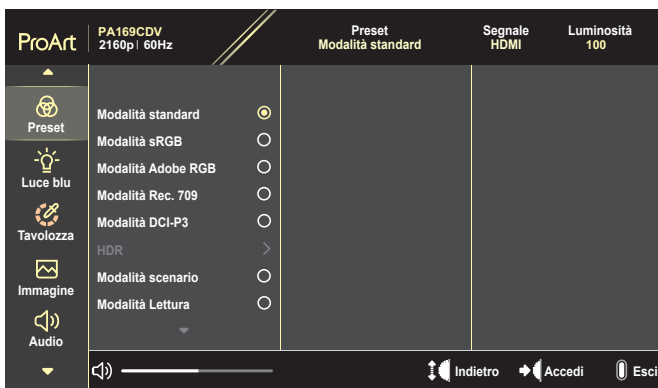 ProArt
PA169CDV
2160p | 60Hz
Preset
Modalità standard
Segnale
HDMI
Luminosità
100
Preset
Luce blu
Tavolozza
Immagine
Audio
Modalità standard
Modalità sRGB
Modalità Adobe RGB
Modalità Rec. 709
Modalità DCI-P3
HDR
Modalità scenario
Modalità Lettura
Indietro
Accedi
Esci